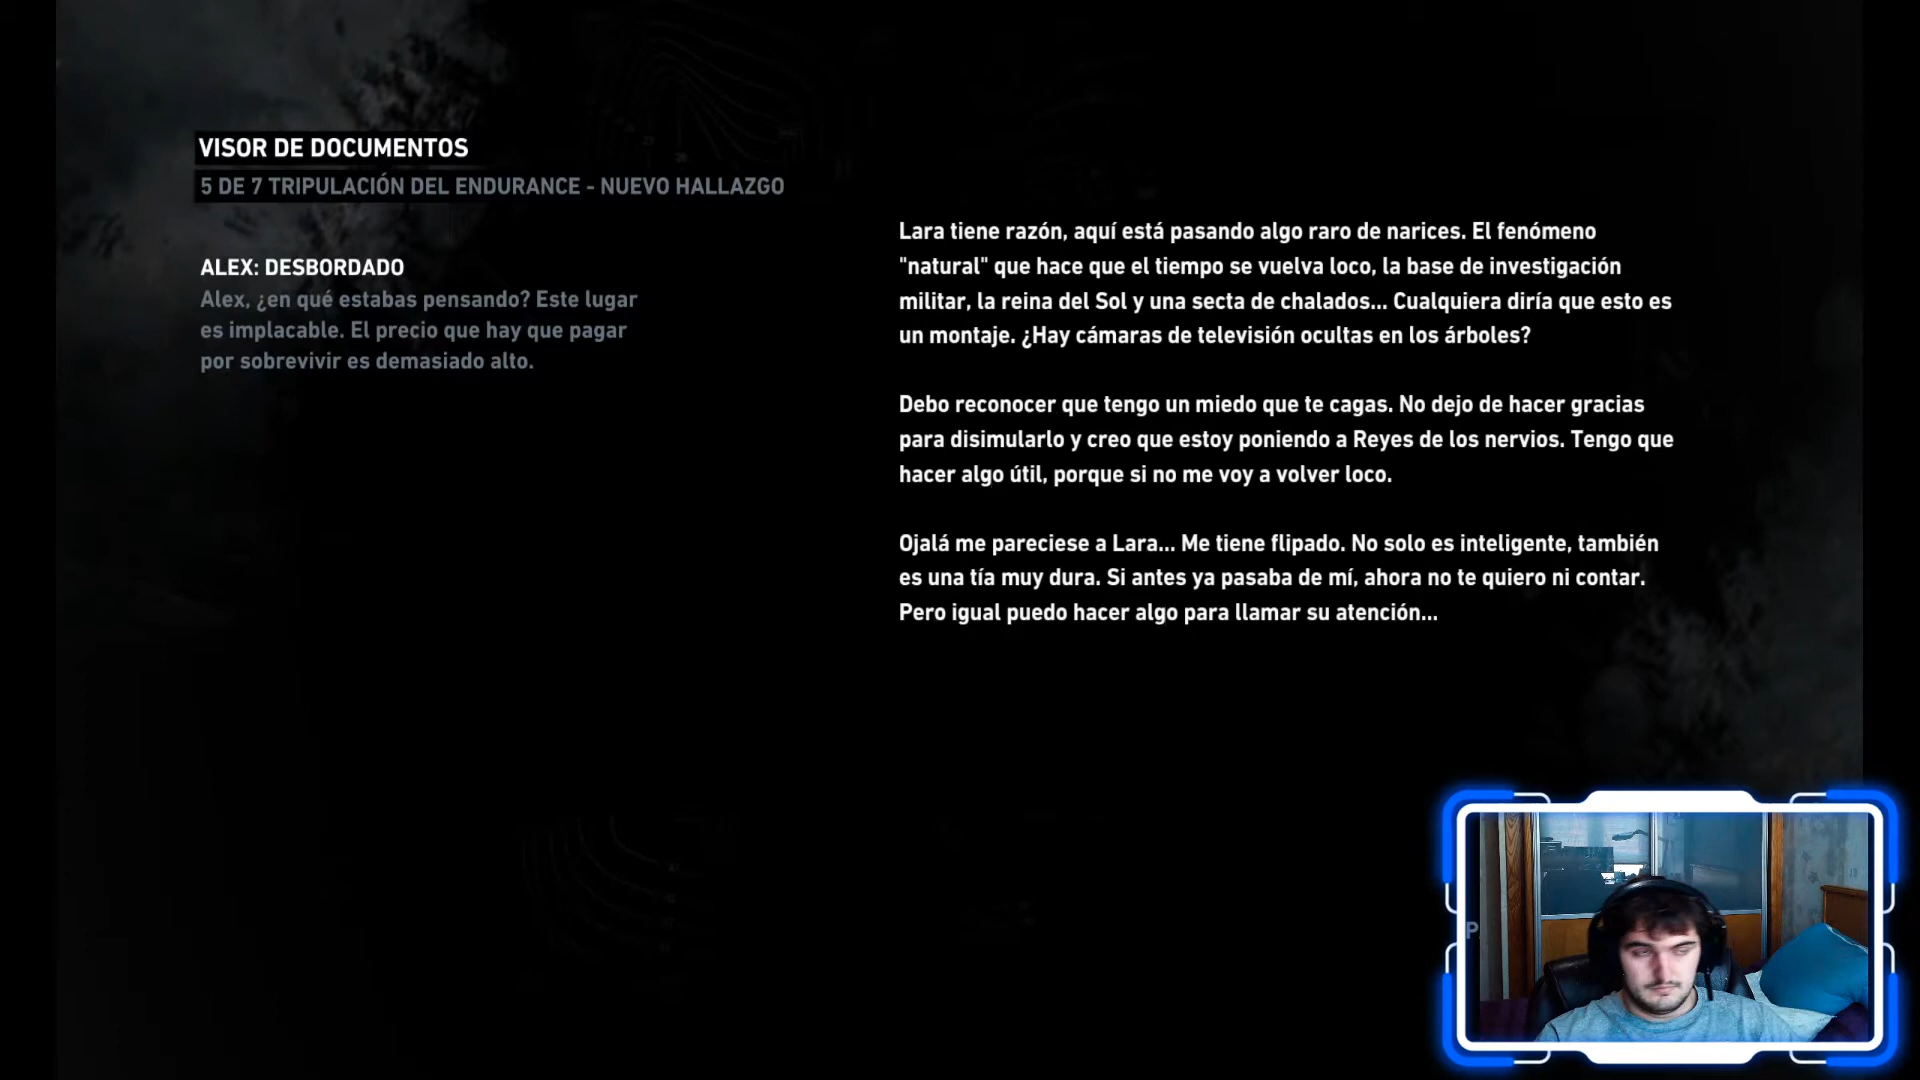 VISOR DE DOCUMENTOS
5 DE 7 TRIPULACIÓN DEL ENDURANCE - NUEVO HALLAZGO
ALEX: DESBORDADO
Alex, ¿en qué estabas pensando? Este lugar
es implacable. El precio que hay que pagar
por sobrevivir es demasiado alto.
Lara tiene razón, aquí está pasando algo raro de narices. El fenómeno
"natural" que hace que el tiempo se vuelva loco, la base de investigación
militar, la reina del Sol y una secta de chalados... Cualquiera diría que esto es
un montaje. ¿Hay cámaras de televisión ocultas en los árboles?
Debo reconocer que tengo un miedo que te cagas. No dejo de hacer gracias
para disimularlo y creo que estoy poniendo a Reyes de los nervios. Tengo que
hacer algo útil, porque si no me voy a volver loco.
Ojalá me pareciese a Lara... Me tiene flipado. No solo es inteligente, también
es una tía muy dura. Si antes ya pasaba de mí, ahora no te quiero ni contar.
Pero igual puedo hacer algo para llamar su atención...